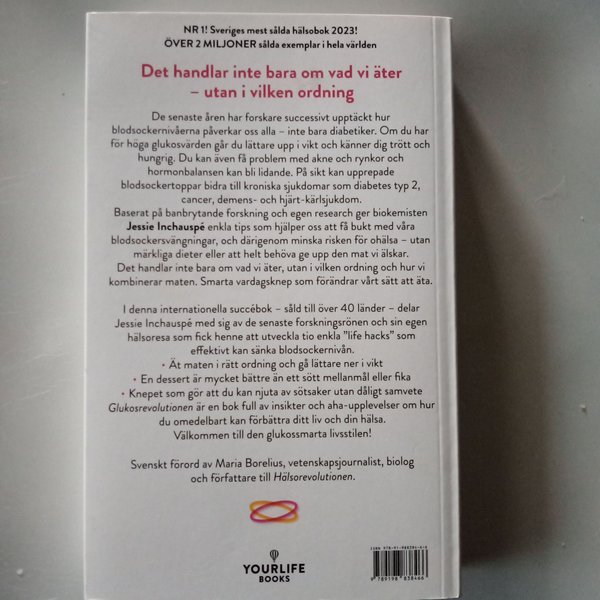 NR 1! Sveriges mest sålda hälsobok 2023!
ÖVER 2 MILJONER sålda exemplar i hela världen
Det handlar inte bara om vad vi äter
– utan i vilken ordning
De senaste åren har forskare successivt upptäckt hur
blodsockernivåerna påverkar oss alla – inte bara diabetiker. Om du har
för höga glukosvärden går du lättare upp i vikt och känner dig trött och
hungrig. Du kan även få problem med akne och rynkor och
hormonbalansen kan bli lidande. På sikt kan upprepade
blodsockertoppar bidra till kroniska sjukdomar som diabetes typ 2,
cancer, demens- och hjärt-kärlsjukdom.
Baserat på banbrytande forskning och egen research ger biokemisten
Jessie Inchauspé enkla tips som hjälper oss att få bukt med våra
blodsockersvängningar, och därigenom minska risken för ohälsa – utan
märkliga dieter eller att helt behöva ge upp den mat vi älskar.
Det handlar inte bara om vad vi äter, utan i vilken ordning och hur vi
kombinerar maten. Smarta vardagsknep som förändrar vårt sätt att äta.
I denna internationella succébok – såld till över 40 länder – delar
Jessie Inchauspé med sig av de senaste forskningsrönen och sin egen
hälsoresa som fick henne att utveckla tio enkla "life hacks" som
effektivt kan sänka blodsockernivån.
• Ät maten i rätt ordning och gå lättare ner i vikt
• En dessert är mycket bättre än ett sött mellanmål eller fika
• Knepet som gör att du kan njuta av sötsaker utan dåligt samvete
Glukosrevolutionen är en bok full av insikter och aha-upplevelser om hur
du omedelbart kan förbättra ditt liv och din hälsa.
Välkommen till den glukossmarta livsstilen!
Svenskt förord av Maria Borelius, vetenskapsjournalist, biolog
och författare till Hälsorevolutionen.
YOURLIFE
BOOKS
ISBN 978-91-988384-6-6
9 789198 838466